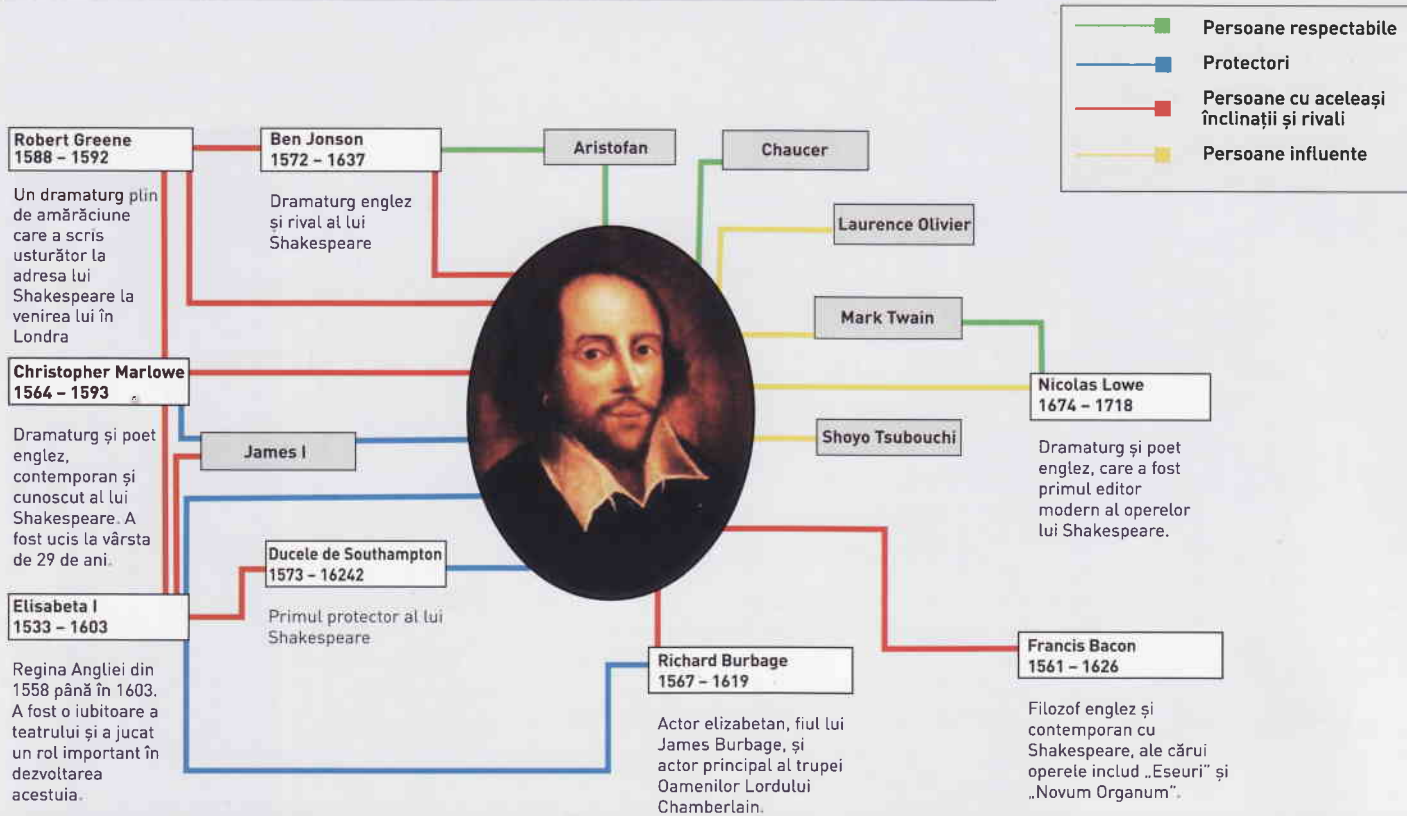 Persoane respectabile
Protectori
Persoane cu aceleași
înclinații și rivali
Persoane influente
Robert Greene
1588 – 1592
Un dramaturg plin
de amărăciune
care a scris
usturător la
adresa lui
Shakespeare la
venirea lui în
Londra
Ben Jonson
1572 – 1637
Dramaturg englez
și rival al lui
Shakespeare
Aristofan
Chaucer
Laurence Olivier
Mark Twain
Nicolas Lowe
1674 – 1718
Dramaturg și poet
englez, care a fost
primul editor
modern al operelor
lui Shakespeare.
Shoyo Tsubouchi
Christopher Marlowe
1564 – 1593
Dramaturg și poet
englez,
contemporan și
cunoscut al lui
Shakespeare. A
fost ucis la vârsta
de 29 de ani.
James I
Ducele de Southampton
1573 – 16242
Primul protector al lui
Shakespeare
Elisabeta I
1533 – 1603
Regina Angliei din
1558 până în 1603.
A fost o iubitoare a
teatrului și a jucat
un rol important în
dezvoltarea
acestuia.
Richard Burbage
1567 – 1619
Actor elizabetan, fiul lui
James Burbage, și
actor principal al trupei
Oamenilor Lordului
Chamberlain.
Francis Bacon
1561 – 1626
Filozof englez și
contemporan cu
Shakespeare, ale cărui
operele includ „Eseuri” și
„Novum Organum”.